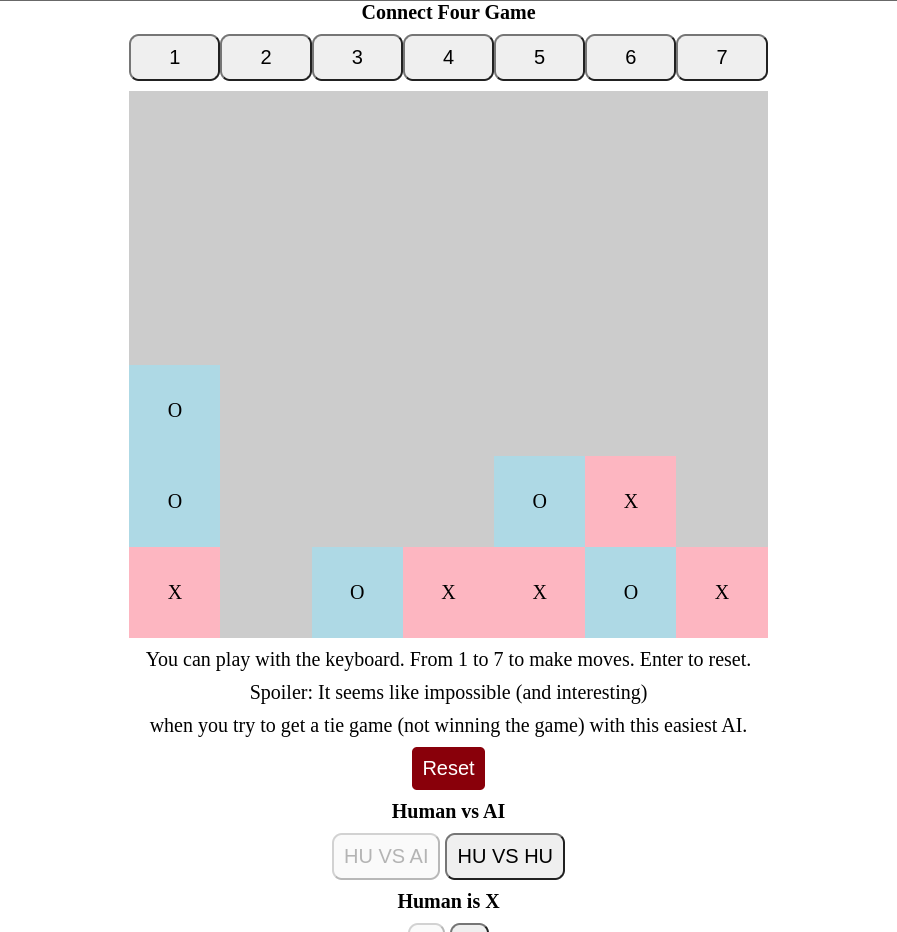 Connect Four Game
1 2 3 4 5 6 7
O
O O X
X O X X O X
You can play with the keyboard. From 1 to 7 to make moves. Enter to reset.
Spoiler: It seems like impossible (and interesting)
when you try to get a tie game (not winning the game) with this easiest AI.
Reset
Human vs AI
HU VS AI HU VS HU
Human is X